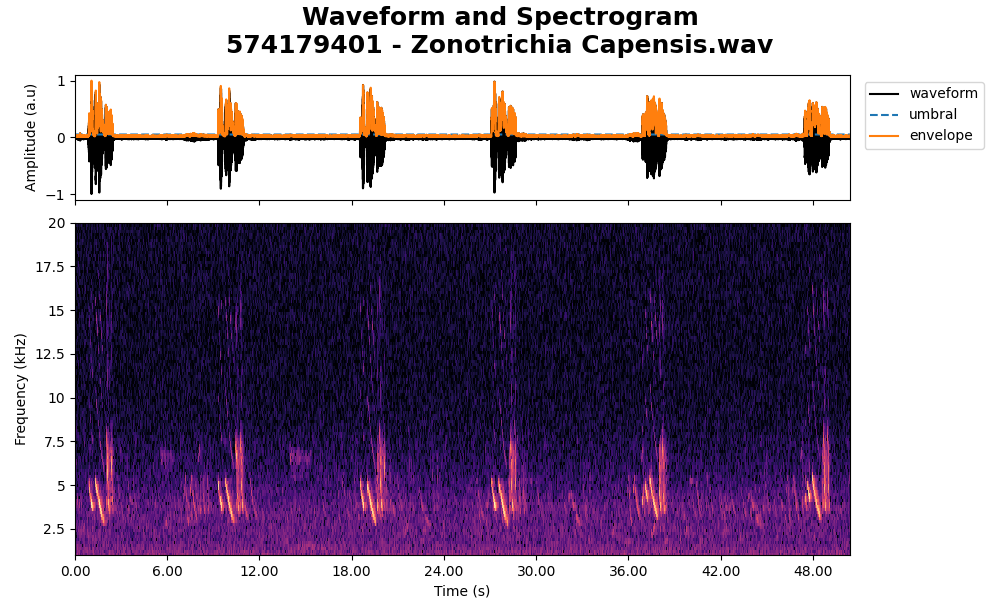 Waveform and Spectrogram
574179401 - Zonotrichia Capensis.wav
1
0
−1
Amplitude (a.u)
waveform
umbral
envelope
20
17.5
15
12.5
10
7.5
5
2.5
Frequency (kHz)
0.00 6.00 12.00 18.00 24.00 30.00 36.00 42.00 48.00
Time (s)